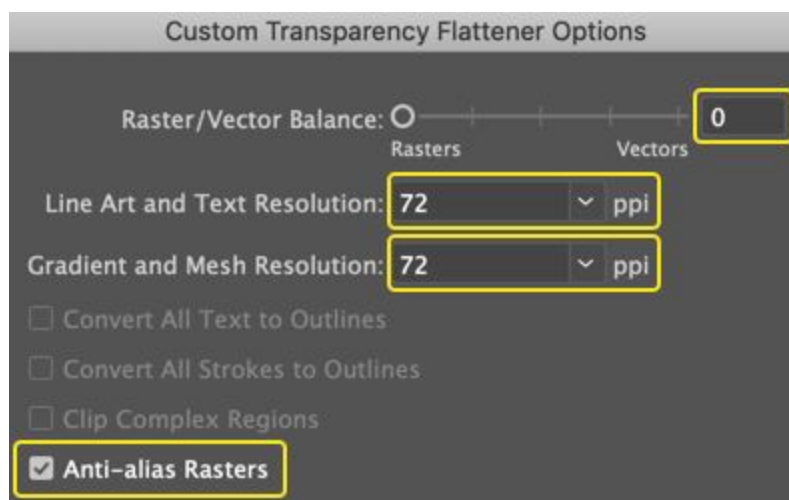 Custom Transparency Flattener Options
Raster/Vector Balance: 0
Rasters Vectors
Line Art and Text Resolution: 72 ppi
Gradient and Mesh Resolution: 72 ppi
Convert All Text to Outlines
Convert All Strokes to Outlines
Clip Complex Regions
Anti-alias Rasters